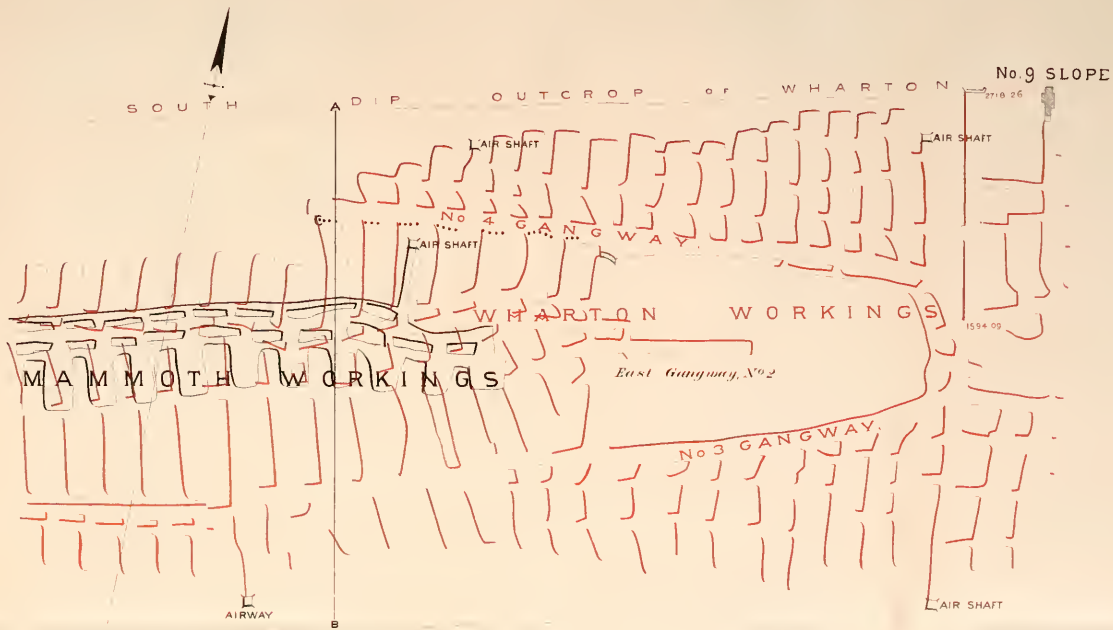 No. 9 SLOPE
SOUTH DIP OUTCROP OF WHARTON
A
2718 26
AIR SHAFT
AIR SHAFT
No 4 GANGWAY.
AIR SHAFT
WHARTON WORKINGS
1594 09
East Gangway, No 2
MAMMOTH WORKINGS
No 3 GANGWAY.
AIRWAY
AIR SHAFT
B